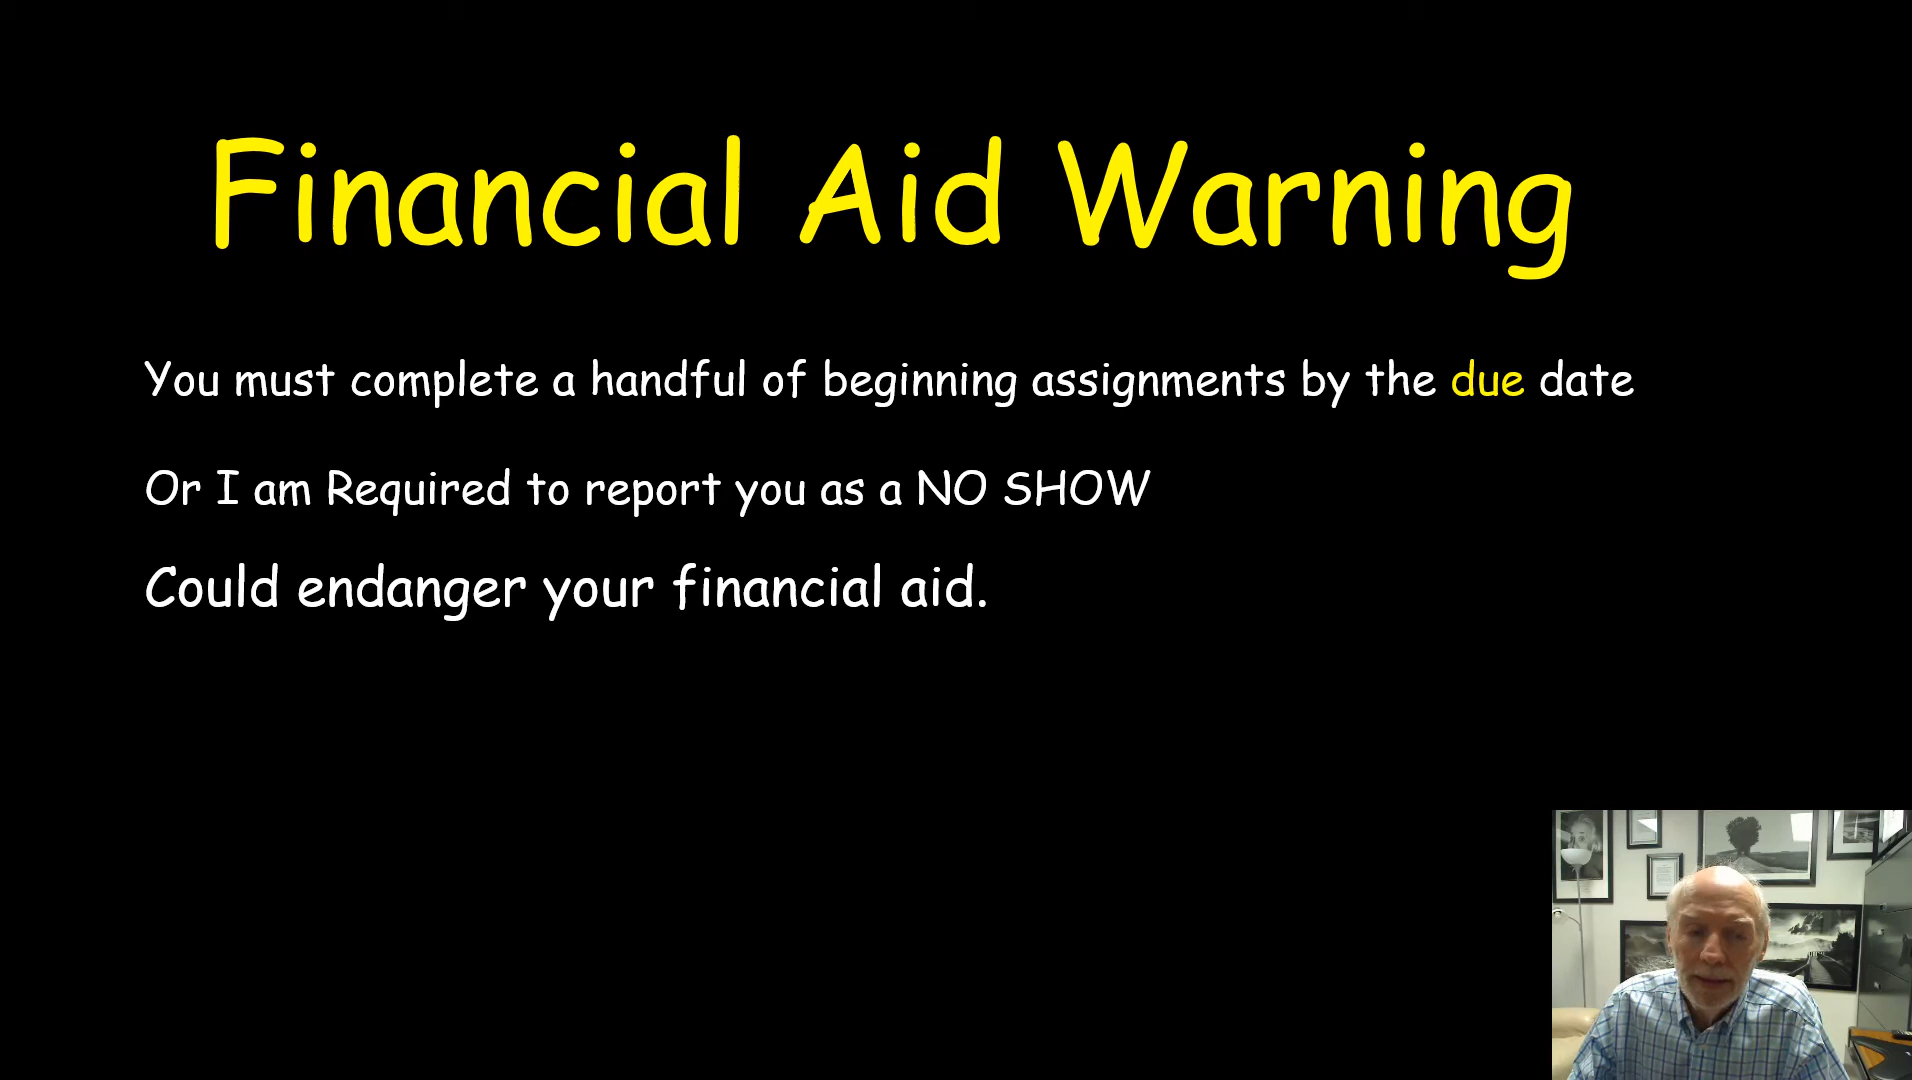 Financial Aid Warning
You must complete a handful of beginning assignments by the due date
Or I am Required to report you as a NO SHOW
Could endanger your financial aid.